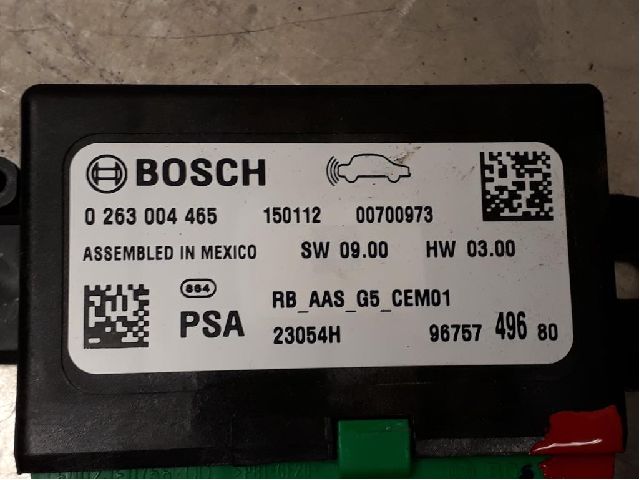 BOSCH
0 263 004 465 150112 00700973
ASSEMBLED IN MEXICO SW 09.00 HW 03.00
884 RB_AAS_G5_CEM01
PSA 23054H 96757 496 80